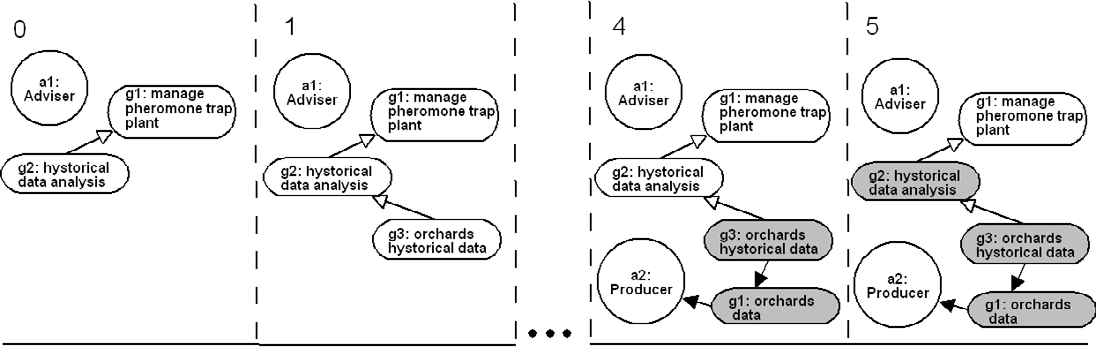 0
a1:
Adviser
g1: manage
pheromone trap
plant
g2: hystorical
data analysis
1
a1:
Adviser
g1: manage
pheromone trap
plant
g2: hystorical
data analysis
g3: orchards
hystorical data
4
a1:
Adviser
g1: manage
pheromone trap
plant
g2: hystorical
data analysis
g3: orchards
hystorical data
a2:
Producer
g1: orchards
data
5
a1:
Adviser
g1: manage
pheromone trap
plant
g2: hystorical
data analysis
g3: orchards
hystorical data
a2:
Producer
g1: orchards
data